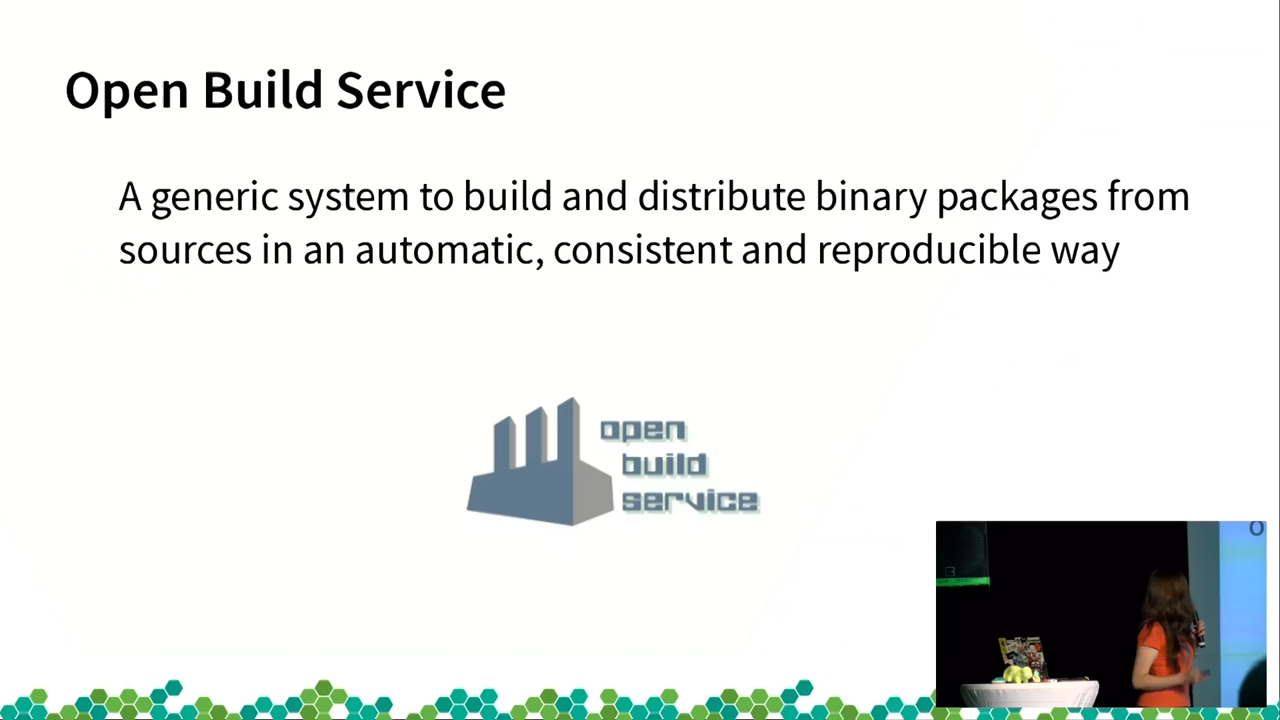 Open Build Service
A generic system to build and distribute binary packages from
sources in an automatic, consistent and reproducible way
open
build
service
O